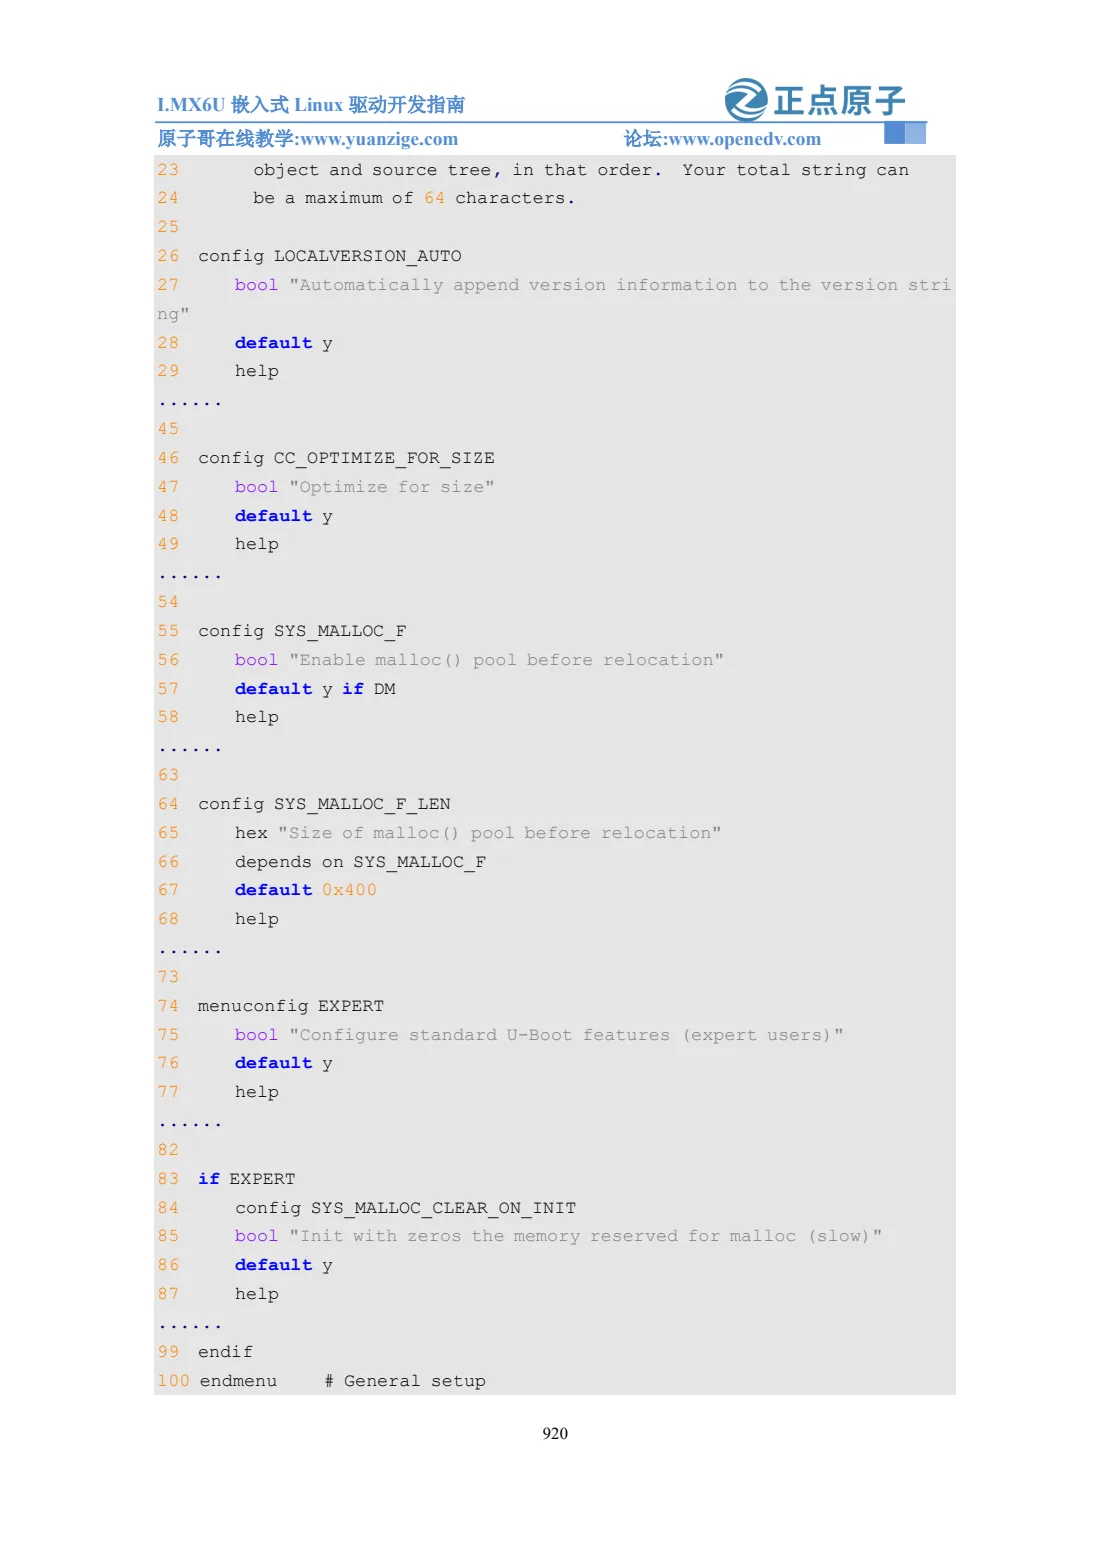 I.MX6U 嵌入式 Linux 驱动开发指南
正点原子
原子哥在线教学:www.yuanzige.com 论坛:www.openedv.com
23 object and source tree, in that order.  Your total string can
24 be a maximum of 64 characters.
25
26 config LOCALVERSION_AUTO
27 bool "Automatically append version information to the version stri
ng"
28 default y
29 help
......
45
46 config CC_OPTIMIZE_FOR_SIZE
47 bool "Optimize for size"
48 default y
49 help
......
54
55 config SYS_MALLOC_F
56 bool "Enable malloc() pool before relocation"
57 default y if DM
58 help
......
63
64 config SYS_MALLOC_F_LEN
65 hex "Size of malloc() pool before relocation"
66 depends on SYS_MALLOC_F
67 default 0x400
68 help
......
73
74 menuconfig EXPERT
75 bool "Configure standard U-Boot features (expert users)"
76 default y
77 help
......
82
83 if EXPERT
84 config SYS_MALLOC_CLEAR_ON_INIT
85 bool "Init with zeros the memory reserved for malloc (slow)"
86 default y
87 help
......
99 endif
100 endmenu # General setup
920